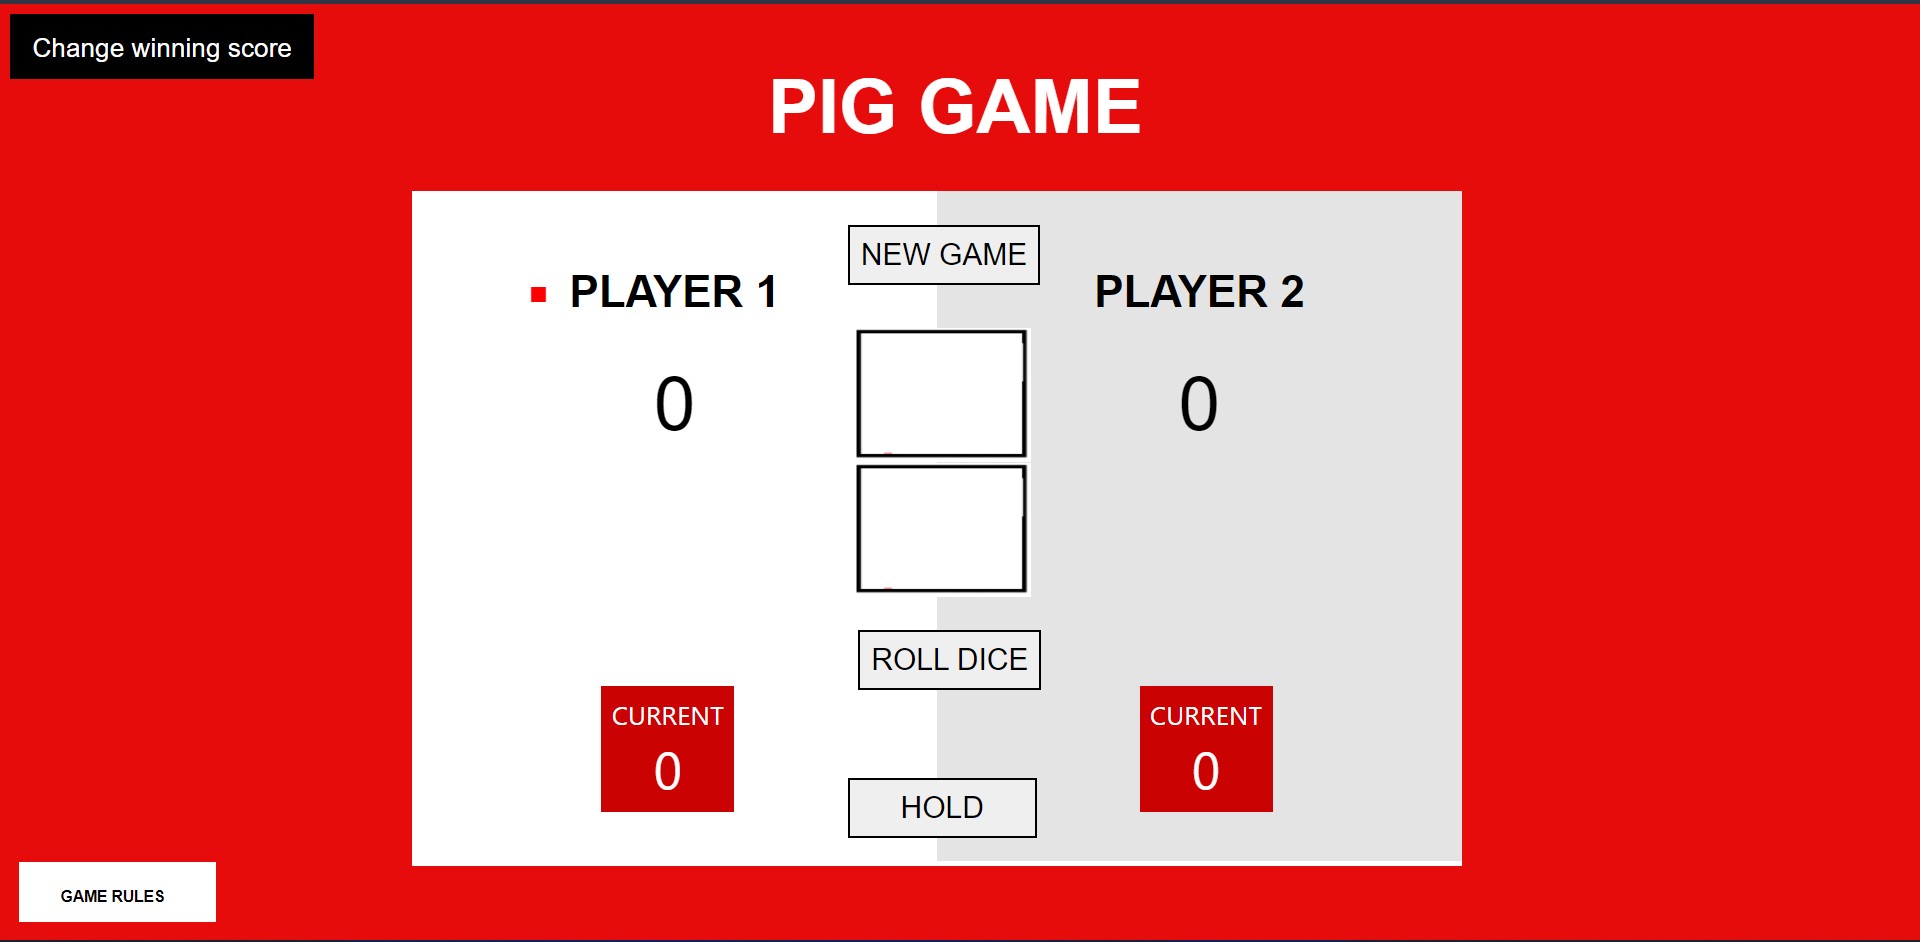 Change winning score
PIG GAME
NEW GAME
PLAYER 1
PLAYER 2
0
0
ROLL DICE
CURRENT
0
CURRENT
0
HOLD
GAME RULES